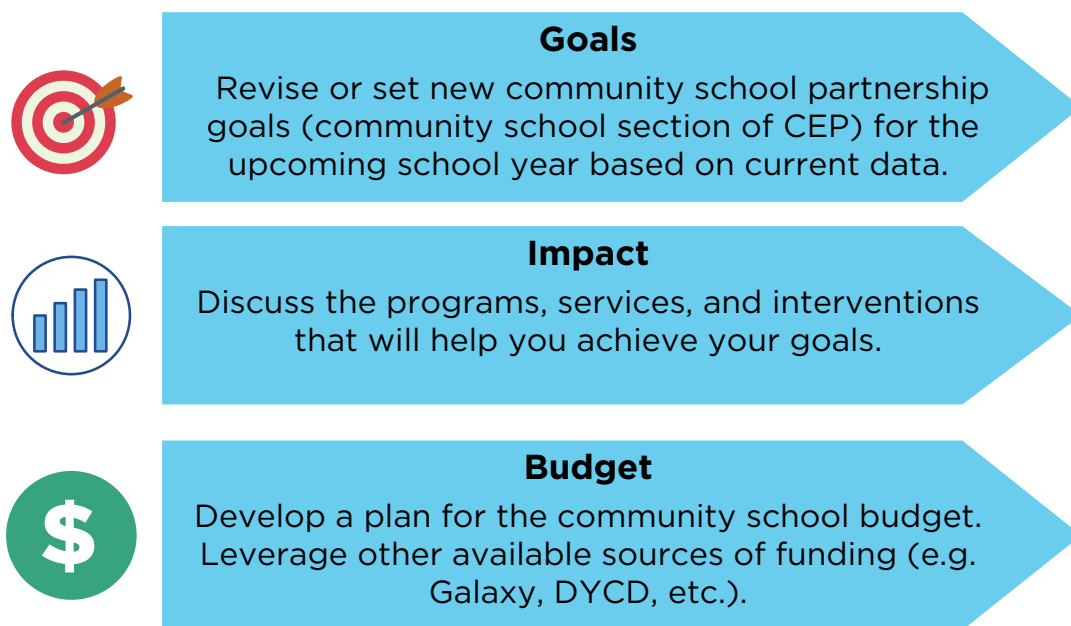 Goals
Revise or set new community school partnership
goals (community school section of CEP) for the
upcoming school year based on current data.
Impact
Discuss the programs, services, and interventions
that will help you achieve your goals.
$
Budget
Develop a plan for the community school budget.
Leverage other available sources of funding (e.g.
Galaxy, DYCD, etc.).